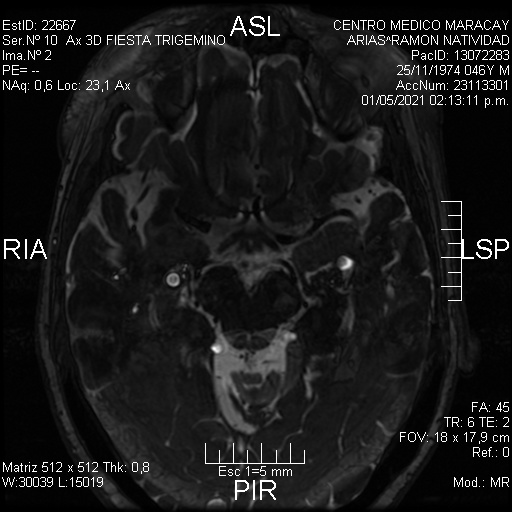 EstID: 22667
Ser.Nº 10 Ax 3D FIESTA TRIGEMINO
Ima.Nº 2
PE= --
NAq: 0,6 Loc: 23,1 Ax
ASL
CENTRO MEDICO MARACAY
ARIAS^RAMON NATIVIDAD
PacID: 13072283
25/11/1974 046Y M
AccNum: 23113301
01/05/2021 02:13:11 p.m.
RIA
LSP
Matriz 512 x 512 Thk: 0,8
W:30039 L:15019
Esc 1=5 mm
PIR
FA: 45
TR: 6 TE: 2
FOV: 18 x 17,9 cm
Ref.: 0
Mod.: MR